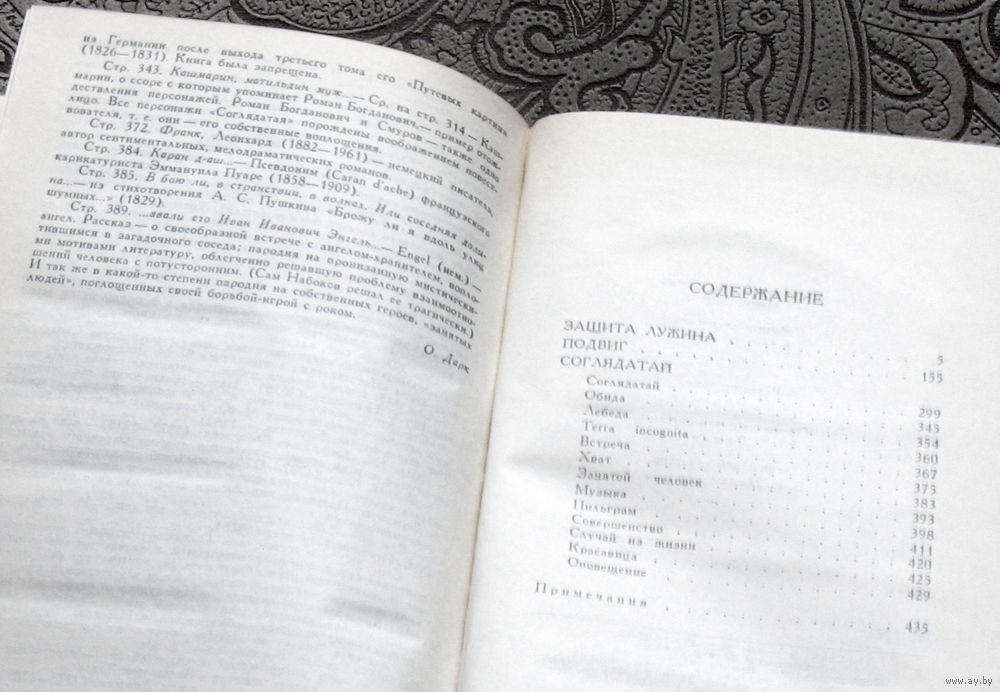 из Германии после выхода третьего тома его «Путевых картин»
(1826—1831). Книга была запрещена.
Стр. 343. Кашмарин, матильдин муж...— Ср. на стр. 314 — Каш-
марин, о ссоре с которым упоминает Роман Богданович,— пример отож-
дествления персонажей. Роман Богданович и Смуров — также одно
лицо. Все персонажи «Соглядатая» порождены воображением повест-
вователя, т. е. они — его собственные воплощения.
Стр. 372. Франк, Леонхард (1882—1961) — немецкий писатель,
автор сентиментальных, мелодраматических романов.
Стр. 384. Каран д-аш...— Псевдоним (Caran d'ache) французского
карикатуриста Эммануила Пуаре (1858—1909).
Стр. 385. В бою ли, в странствии, в волнах. Или соседняя доли-
на...— из стихотворения А. С. Пушкина «Брожу ли я вдоль улиц
шумных...» (1829).
Стр. 389. ...звали его Иван Иванович Энгель...— Engel (нем.) —
ангел. Рассказ — о своеобразной встрече с ангелом-хранителем, вопло-
тившимся в загадочного соседа; пародия на пронизанную мистически-
ми мотивами литературу, облегченно решавшую проблему взаимоотно-
шений человека с потусторонним. (Сам Набоков решал ее трагически.)
И так же в какой-то степени пародия на собственных героев, «занятых
людей», поглощенных своей борьбой-игрой с роком.
О. Дарк
СОДЕРЖАНИЕ
ЗАЩИТА ЛУЖИНА . . . . . . . . . . 5
ПОДВИГ . . . . . . . . . . 155
СОГЛЯДАТАЙ
Соглядатай . . . . . . . . . . 299
Обида . . . . . . . . . . 343
Лебеда . . . . . . . . . . 354
Terra incognita . . . . . . . . . . 360
Встреча . . . . . . . . . . 367
Хват . . . . . . . . . . 375
Занятой человек . . . . . . . . . . 383
Музыка . . . . . . . . . . 393
Пильграм . . . . . . . . . . 398
Совершенство . . . . . . . . . . 411
Случай из жизни . . . . . . . . . . 420
Красавица . . . . . . . . . . 425
Оповещение . . . . . . . . . . 429
Примечания . . . . . . . . . . 435
www.ay.by